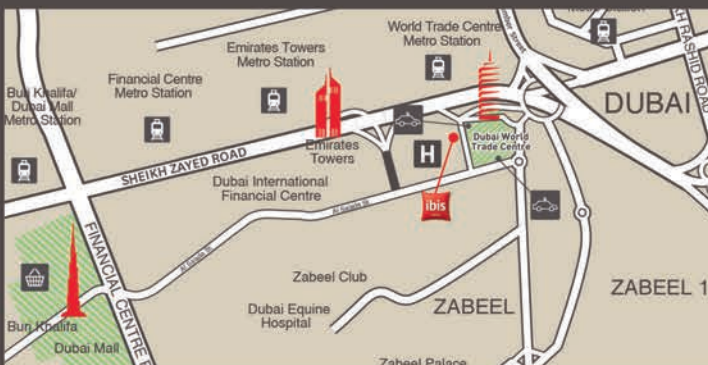 World Trade Centre
Metro Station
Emirates Towers
Metro Station
Financial Centre
Metro Station
Burj Khalifa/
Dubai Mall
Metro Station
RASHID ROAD
DUBAI
SHEIKH ZAYED ROAD
Emirates
Towers
H
Dubai World
Trade Centre
Dubai International
Financial Centre
ibis
FINANCIAL CENTRE
Zabeel Club
Dubai Equine
Hospital
ZABEEL
ZABEEL 1
Burj Khalifa
Dubai Mall
Zabeel Palace